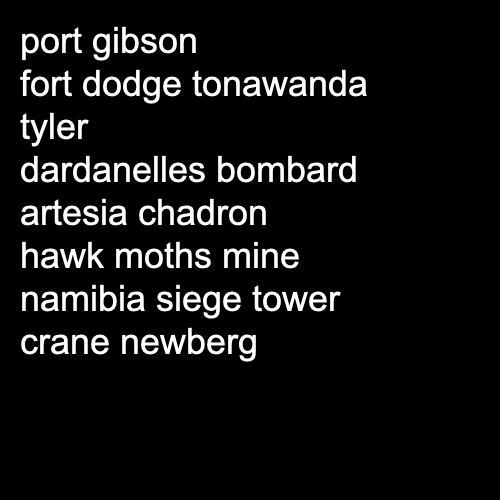 port gibson
fort dodge tonawanda
tyler
dardanelles bombard
artesia chadron
hawk moths mine
namibia siege tower
crane newberg